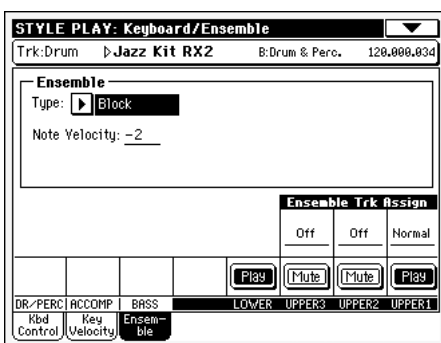 STYLE PLAY: Keyboard/Ensemble
Trk:Drum ▷Jazz Kit RX2 B:Drum & Perc. 120.000.034
Ensemble
Type: ▶ Block
Note Velocity: -2
Ensemble Trk Assign
Off Off Normal
Play Mute Mute Play
DR/PERC ACCOMP BASS LOWER UPPER3 UPPER2 UPPER1
Kbd Key Ensem-
Control Velocity ble